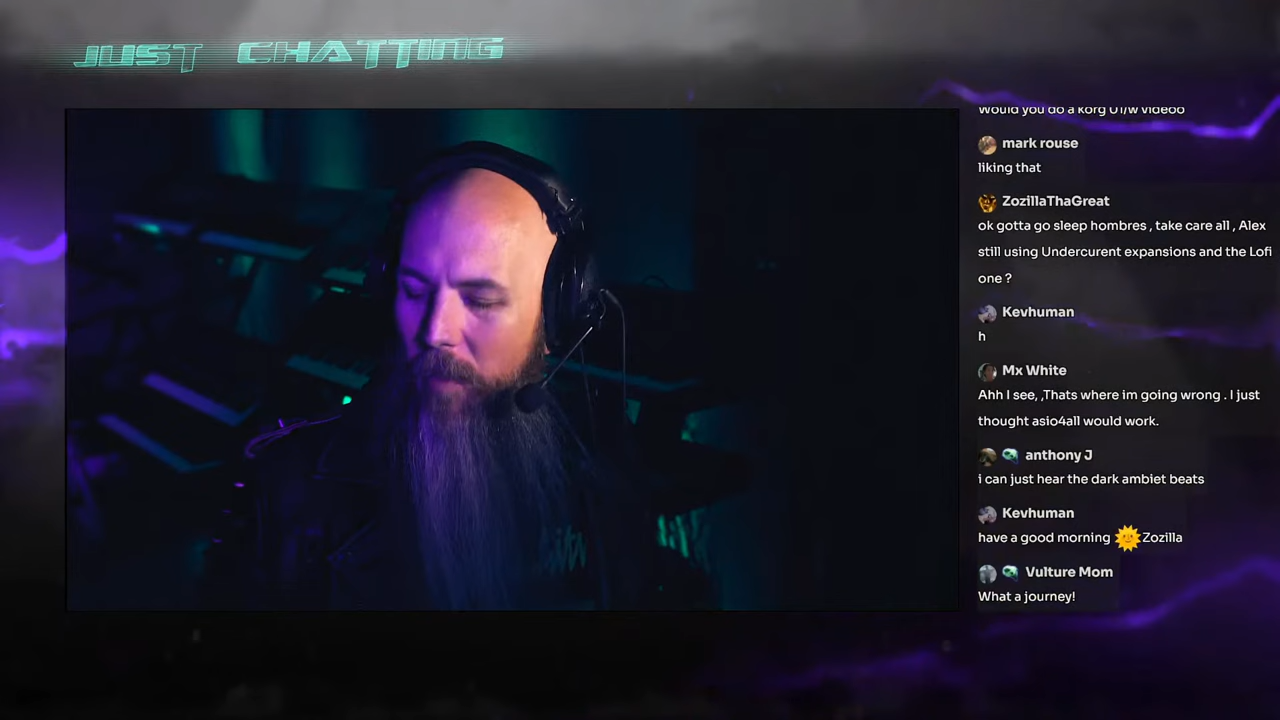 JUST CHATTING
Would you do a Korg 01/w videoo
mark rouse
liking that
ZozillaThaGreat
ok gotta go sleep hombres , take care all , Alex
still using Undercurent expansions and the Lofi
one ?
Kevhuman
h
Mx White
Ahh I see, ,Thats where im going wrong . I just
thought asio4all would work.
anthony J
i can just hear the dark ambiet beats
Kevhuman
have a good morning 🌞Zozilla
Vulture Mom
What a journey!